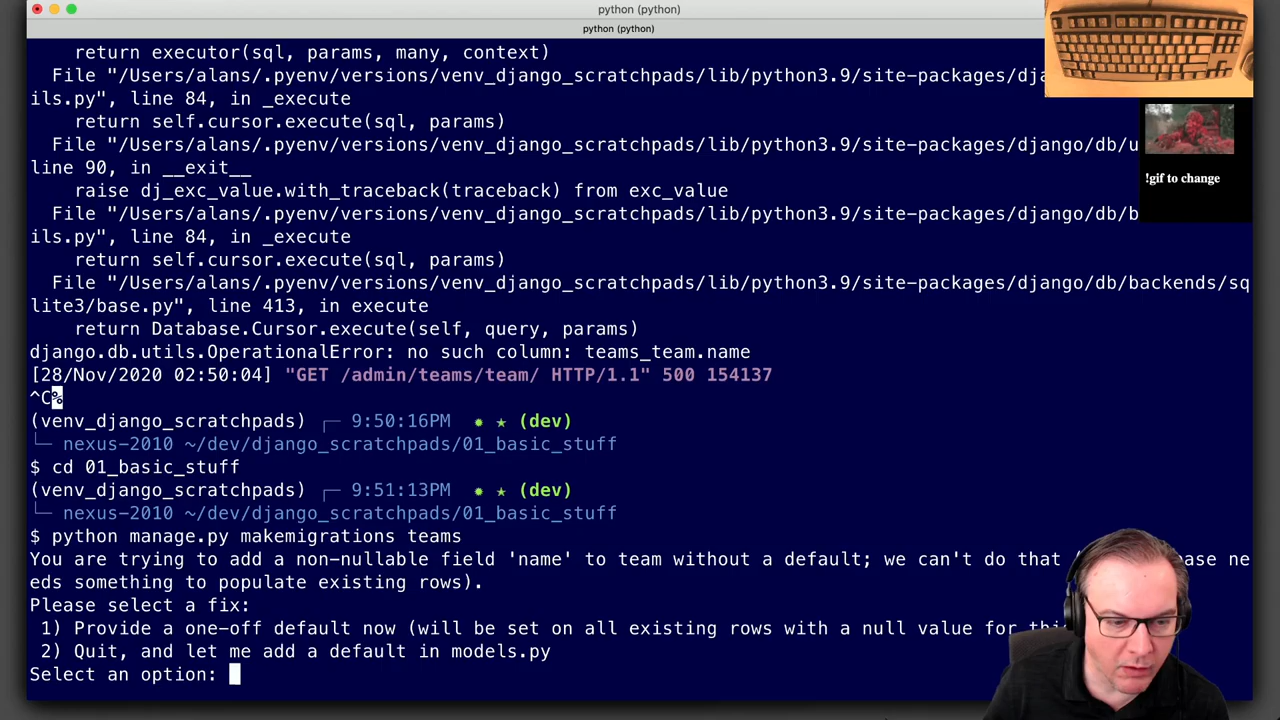 python (python)
python (python)
return executor(sql, params, many, context)
File "/Users/alans/.pyenv/versions/venv_django_scratchpads/lib/python3.9/site-packages/dja
ils.py", line 84, in _execute
return self.cursor.execute(sql, params)
File "/Users/alans/.pyenv/versions/venv_django_scratchpads/lib/python3.9/site-packages/django/db/u
line 90, in __exit__
raise dj_exc_value.with_traceback(traceback) from exc_value
!gif to change
File "/Users/alans/.pyenv/versions/venv_django_scratchpads/lib/python3.9/site-packages/django/db/b
ils.py", line 84, in _execute
return self.cursor.execute(sql, params)
File "/Users/alans/.pyenv/versions/venv_django_scratchpads/lib/python3.9/site-packages/django/db/backends/sq
lite3/base.py", line 413, in execute
return Database.Cursor.execute(self, query, params)
django.db.utils.OperationalError: no such column: teams_team.name
[28/Nov/2020 02:50:04] "GET /admin/teams/team/ HTTP/1.1" 500 154137
^C%
(venv_django_scratchpads) ┌─ 9:50:16PM ✹ ★ (dev)
└─ nexus-2010 ~/dev/django_scratchpads/01_basic_stuff
$ cd 01_basic_stuff
(venv_django_scratchpads) ┌─ 9:51:13PM ✹ ★ (dev)
└─ nexus-2010 ~/dev/django_scratchpads/01_basic_stuff
$ python manage.py makemigrations teams
You are trying to add a non-nullable field 'name' to team without a default; we can't do that ase ne
eds something to populate existing rows).
Please select a fix:
1) Provide a one-off default now (will be set on all existing rows with a null value for
2) Quit, and let me add a default in models.py
Select an option: